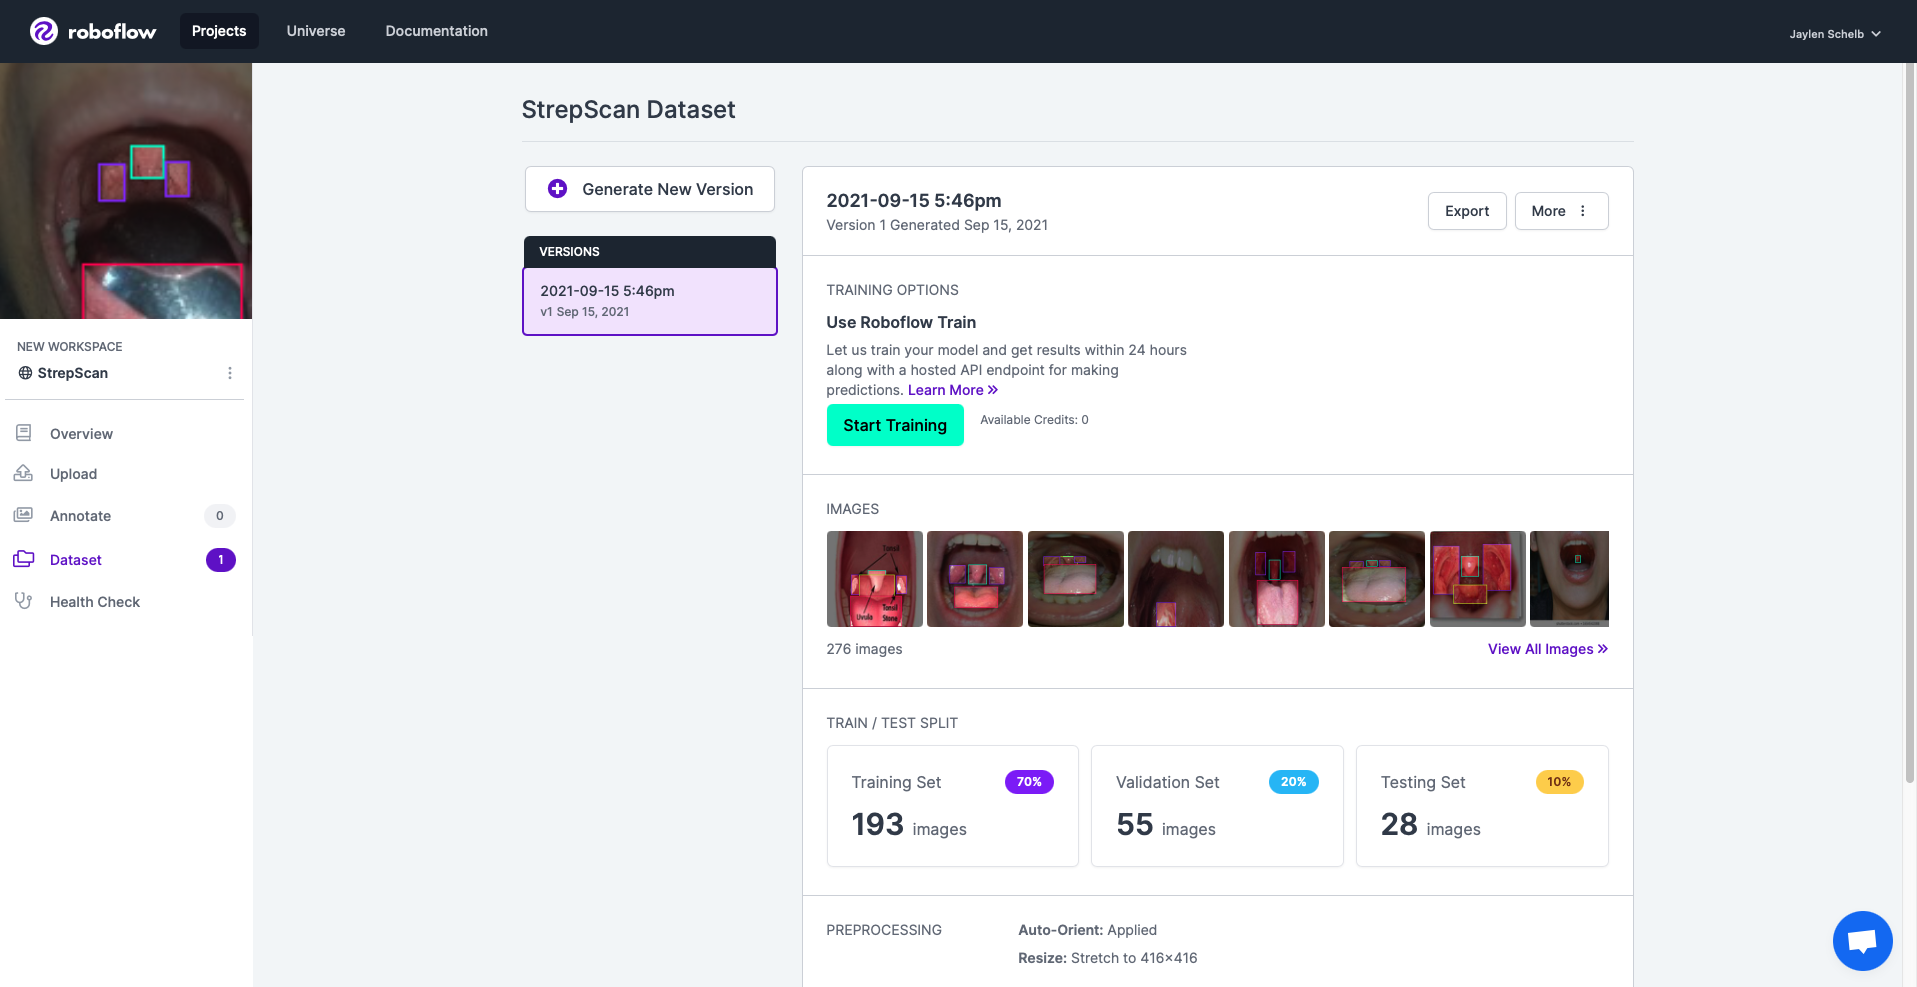 roboflow
Projects
Universe
Documentation
Jaylen Schelb
NEW WORKSPACE
StrepScan
Overview
Upload
Annotate 0
Dataset 1
Health Check
StrepScan Dataset
Generate New Version
VERSIONS
2021-09-15 5:46pm
v1 Sep 15, 2021
2021-09-15 5:46pm
Version 1 Generated Sep 15, 2021
Export
More
TRAINING OPTIONS
Use Roboflow Train
Let us train your model and get results within 24 hours
along with a hosted API endpoint for making
predictions. Learn More »
Start Training
Available Credits: 0
IMAGES
Tonsil
Uvula
Tonsil
Stone
276 images
View All Images »
TRAIN / TEST SPLIT
Training Set 70%
193 images
Validation Set 20%
55 images
Testing Set 10%
28 images
PREPROCESSING
Auto-Orient: Applied
Resize: Stretch to 416×416